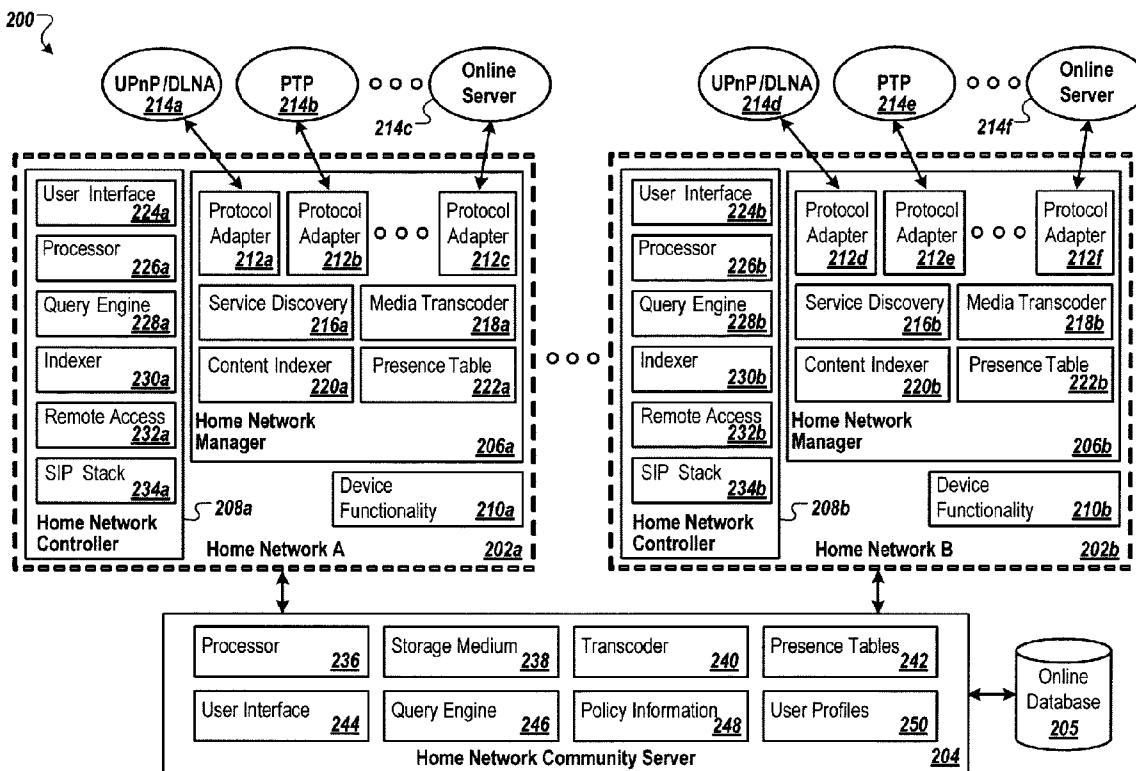 200
UPnP/DLNA
214a
PTP
214b
Online
Server
214c
UPnP/DLNA
214d
PTP
214e
Online
Server
214f
User Interface
224a
Processor
226a
Query Engine
228a
Indexer
230a
Remote Access
232a
SIP Stack
234a
Home Network
Controller
208a
Protocol
Adapter
212a
Protocol
Adapter
212b
Protocol
Adapter
212c
Service Discovery
216a
Media Transcoder
218a
Content Indexer
220a
Presence Table
222a
Home Network
Manager
206a
Device
Functionality
210a
Home Network A
202a
User Interface
224b
Processor
226b
Query Engine
228b
Indexer
230b
Remote Access
232b
SIP Stack
234b
Home Network
Controller
208b
Protocol
Adapter
212d
Protocol
Adapter
212e
Protocol
Adapter
212f
Service Discovery
216b
Media Transcoder
218b
Content Indexer
220b
Presence Table
222b
Home Network
Manager
206b
Device
Functionality
210b
Home Network B
202b
Processor
236
Storage Medium
238
Transcoder
240
Presence Tables
242
User Interface
244
Query Engine
246
Policy Information
248
User Profiles
250
Home Network Community Server
204
Online
Database
205